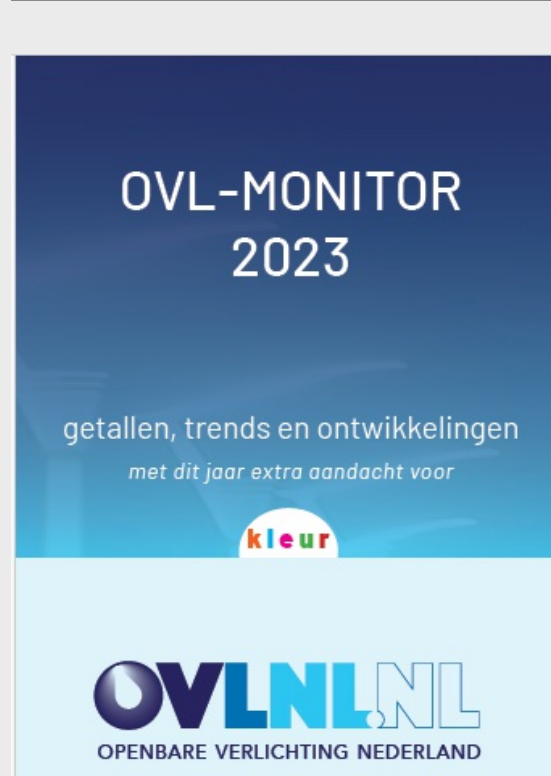 OVL-MONITOR
2023
getallen, trends en ontwikkelingen
met dit jaar extra aandacht voor
kleur
OVLNL.NL
OPENBARE VERLICHTING NEDERLAND